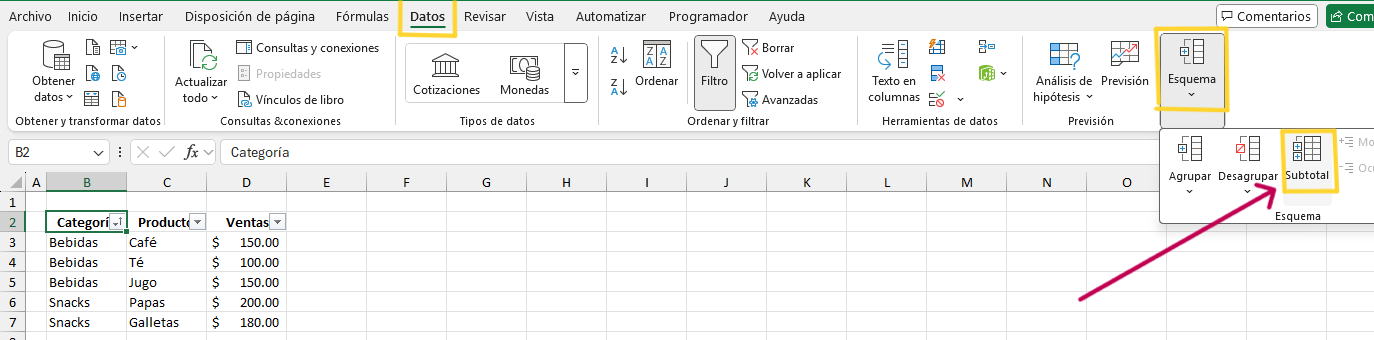 Archivo Inicio Insertar Disposición de página Fórmulas Datos Revisar Vista Automatizar Programador Ayuda Comentarios Com
Obtener datos
Obtener y transformar datos
Actualizar todo
Consultas y conexiones
Propiedades
Vínculos de libro
Consultas &conexiones
Cotizaciones Monedas
Tipos de datos
Ordenar
Filtro
Borrar
Volver a aplicar
Avanzadas
Ordenar y filtrar
Texto en columnas
Herramientas de datos
Análisis de hipótesis
Previsión
Previsión
Esquema
Agrupar Desagrupar Subtotal
Mo
Ocu
Esquema
B2 fx Categoría
A B C D E F G H I J K L M N O
1
2 Categorí Producto Ventas
3 Bebidas Café $ 150.00
4 Bebidas Té $ 100.00
5 Bebidas Jugo $ 150.00
6 Snacks Papas $ 200.00
7 Snacks Galletas $ 180.00